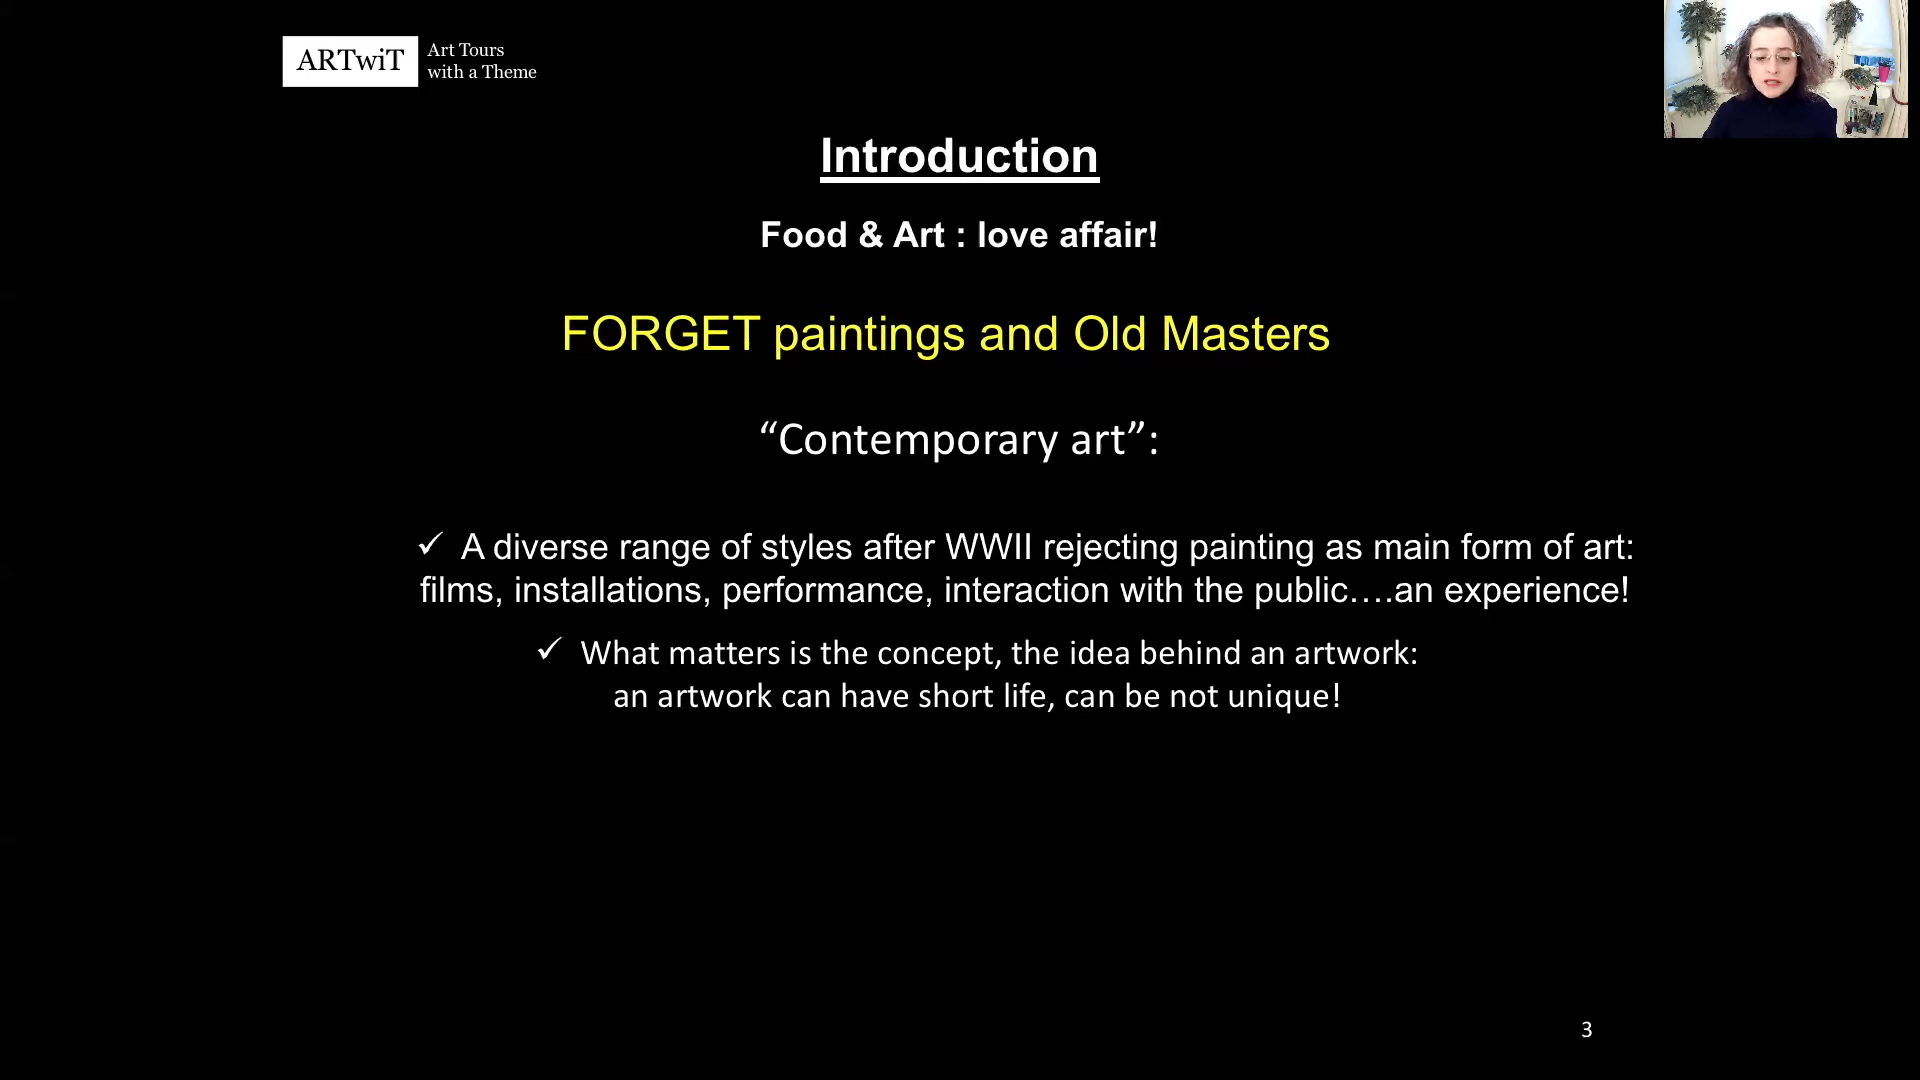 ARTwiT
Art Tours
with a Theme
Introduction
Food & Art : love affair!
FORGET paintings and Old Masters
“Contemporary art”:
✓ A diverse range of styles after WWII rejecting painting as main form of art:
films, installations, performance, interaction with the public….an experience!
✓ What matters is the concept, the idea behind an artwork:
an artwork can have short life, can be not unique!
3